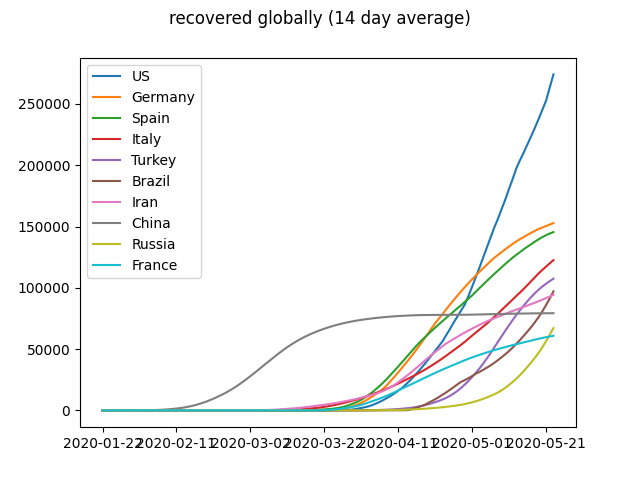 recovered globally (14 day average)
250000
200000
150000
100000
50000
0
US
Germany
Spain
Italy
Turkey
Brazil
Iran
China
Russia
France
2020-01-22 2020-02-11 2020-03-02 2020-03-22 2020-04-11 2020-05-01 2020-05-21